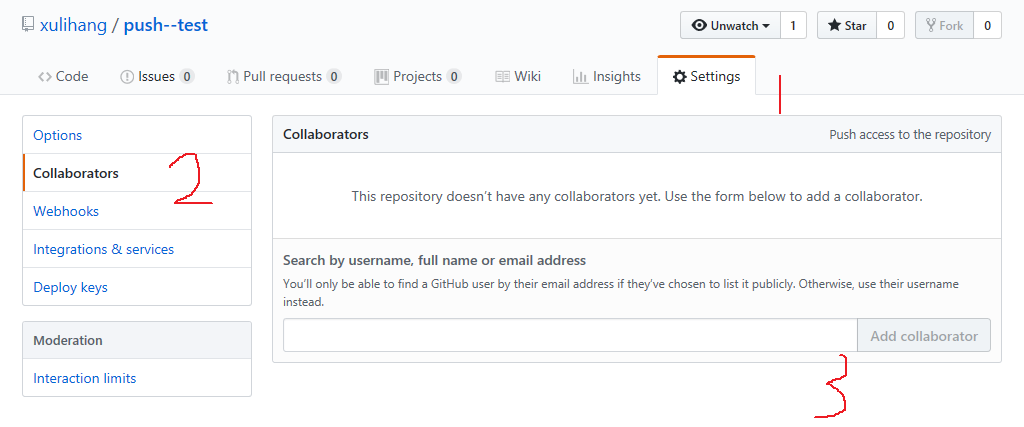 xulihang / push--test
Unwatch 1 Star 0 Fork 0
Code Issues 0 Pull requests 0 Projects 0 Wiki Insights Settings
1
Options
Collaborators
2
Webhooks
Integrations & services
Deploy keys
Moderation
Interaction limits
Collaborators Push access to the repository
This repository doesn't have any collaborators yet. Use the form below to add a collaborator.
Search by username, full name or email address
You'll only be able to find a GitHub user by their email address if they've chosen to list it publicly. Otherwise, use their username
instead.
Add collaborator
3